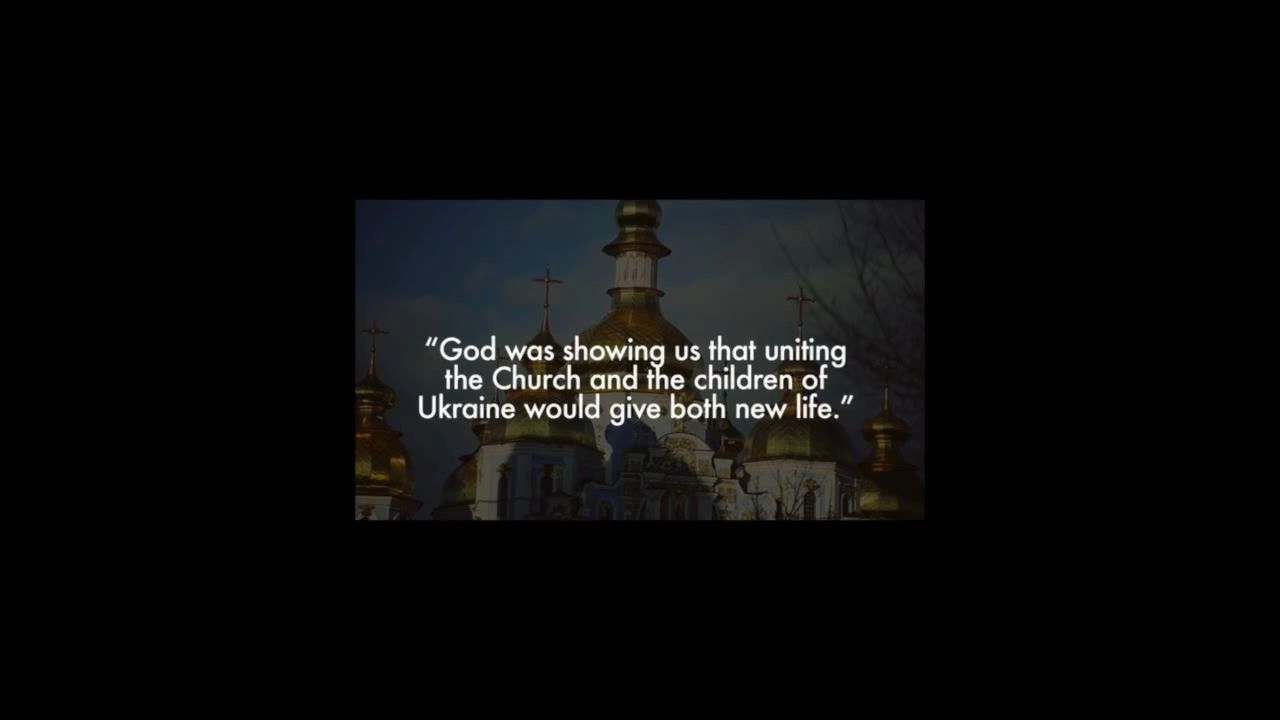 “God was showing us that uniting
the Church and the children of
Ukraine would give both new life.”